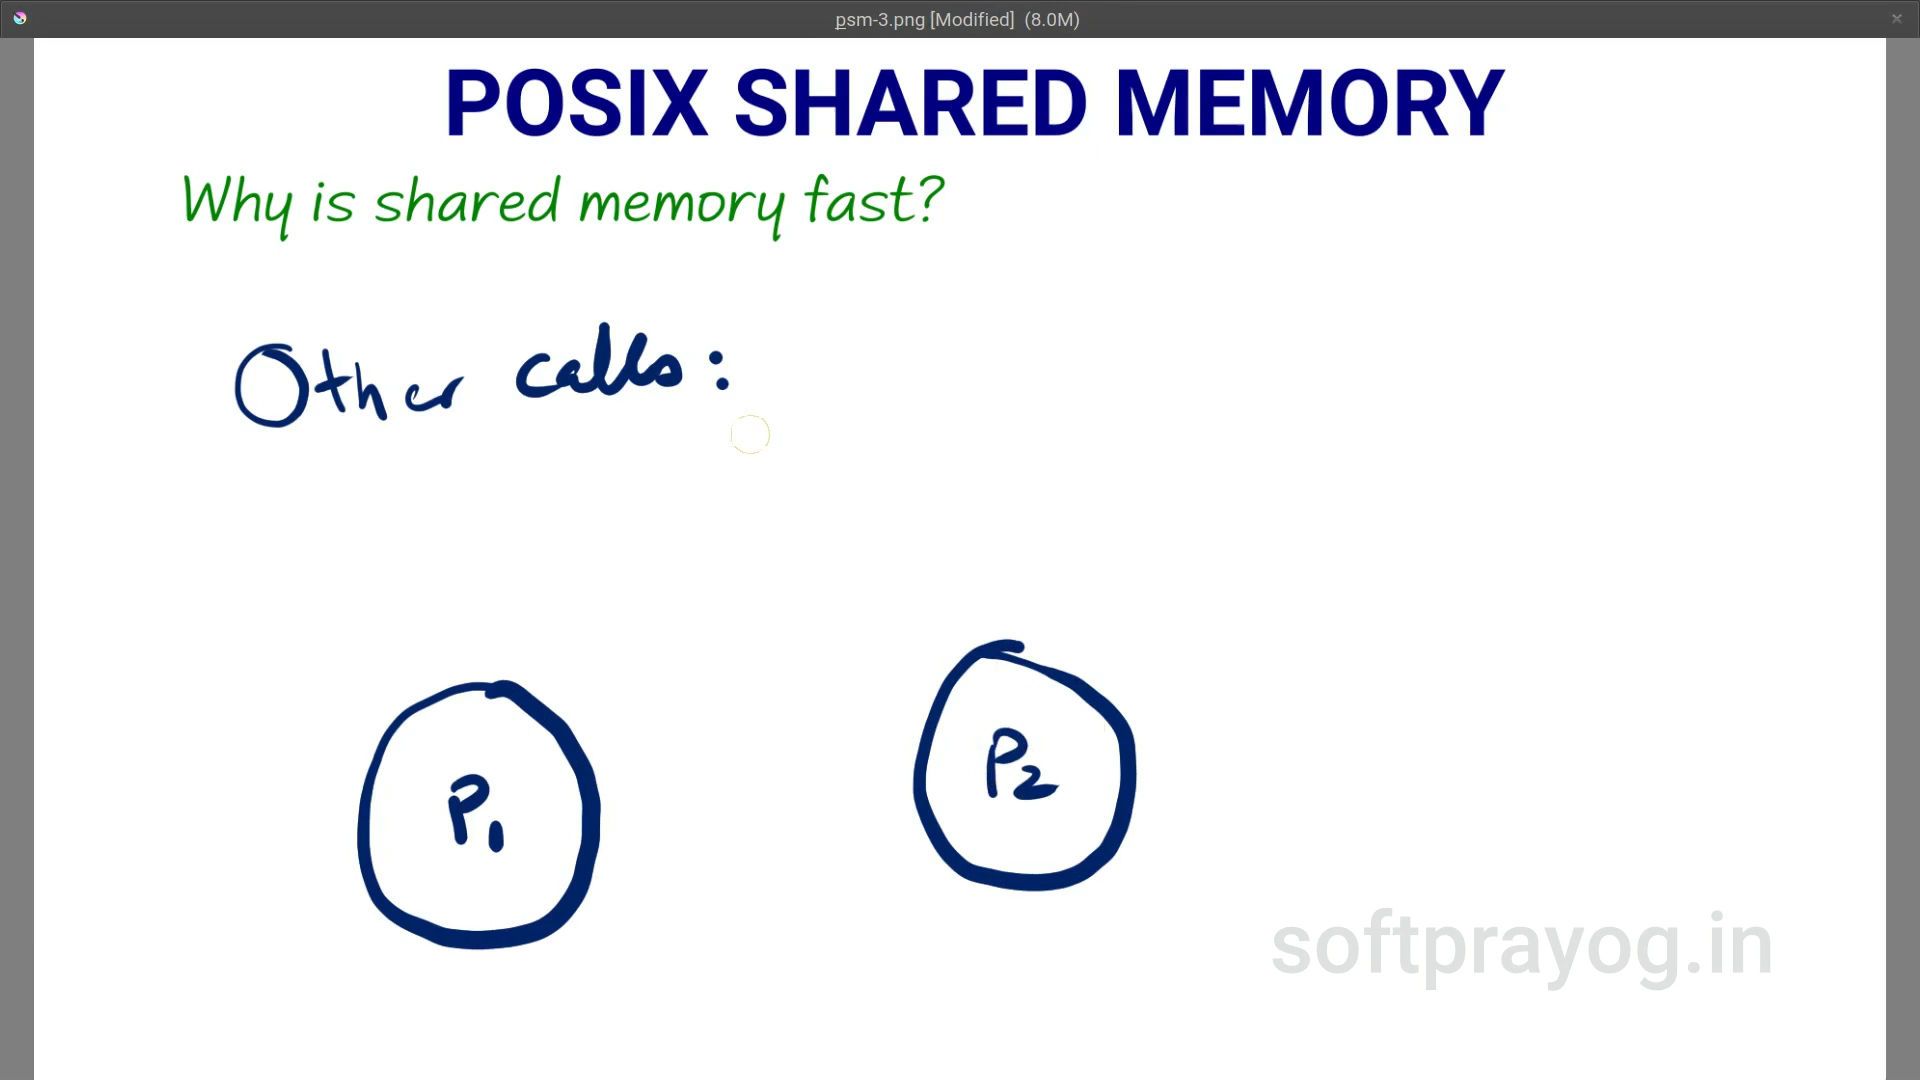 psm-3.png [Modified] (8.0M)
POSIX SHARED MEMORY
Why is shared memory fast?
Other calls:
P1
P2
softprayog.in